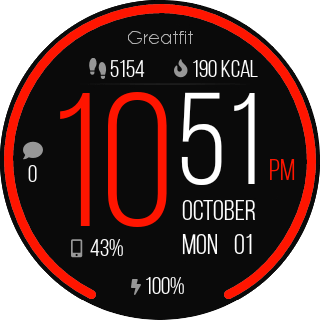 Greatfit
5154 190 KCAL
10 51 PM
0
OCTOBER
43% MON 01
100%